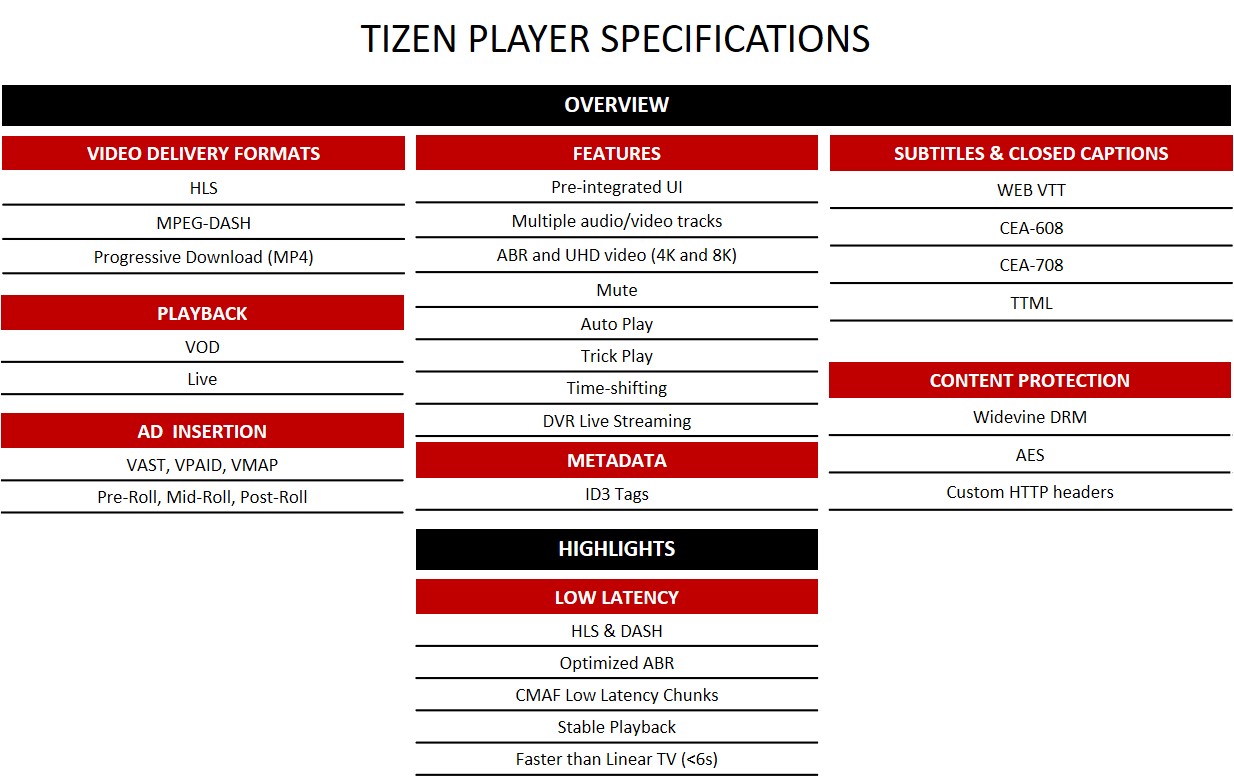 TIZEN PLAYER SPECIFICATIONS
OVERVIEW
VIDEO DELIVERY FORMATS
HLS
MPEG-DASH
Progressive Download (MP4)
PLAYBACK
VOD
Live
AD  INSERTION
VAST, VPAID, VMAP
Pre-Roll, Mid-Roll, Post-Roll
FEATURES
Pre-integrated UI
Multiple audio/video tracks
ABR and UHD video (4K and 8K)
Mute
Auto Play
Trick Play
Time-shifting
DVR Live Streaming
METADATA
ID3 Tags
SUBTITLES & CLOSED CAPTIONS
WEB VTT
CEA-608
CEA-708
TTML
CONTENT PROTECTION
Widevine DRM
AES
Custom HTTP headers
HIGHLIGHTS
LOW LATENCY
HLS & DASH
Optimized ABR
CMAF Low Latency Chunks
Stable Playback
Faster than Linear TV (<6s)